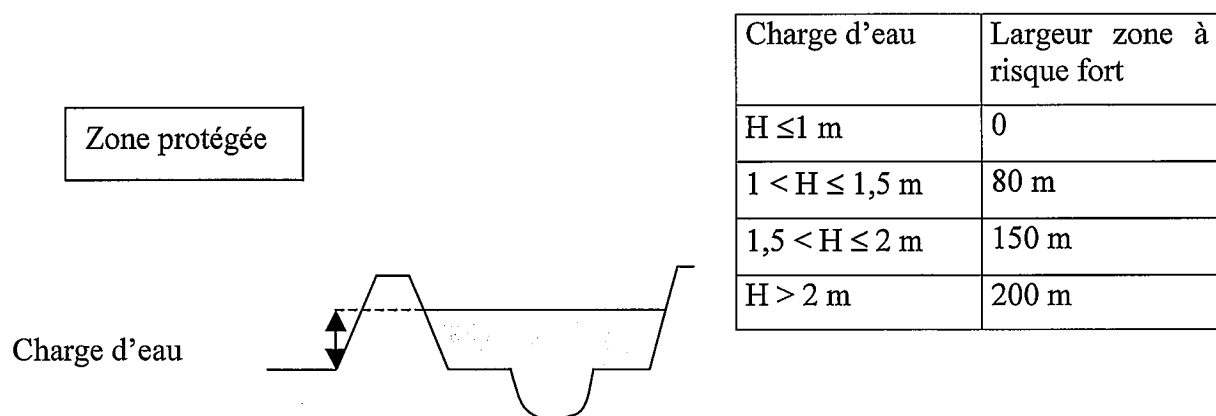 Zone protégée
Charge d'eau
Charge d’eau
Largeur zone à
risque fort
H ≤1 m
0
1 < H ≤ 1,5 m
80 m
1,5 < H ≤ 2 m
150 m
H > 2 m
200 m